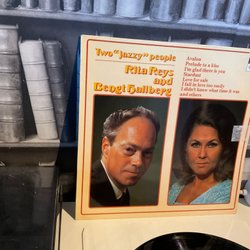 Two "jazzy" people
Rita Reys
and
Bengt Hallberg
Avalon
Prelude to a kiss
I'm glad there is you
Stardust
Love for sale
I fall in love too easily
I didn't know what time it was
and others